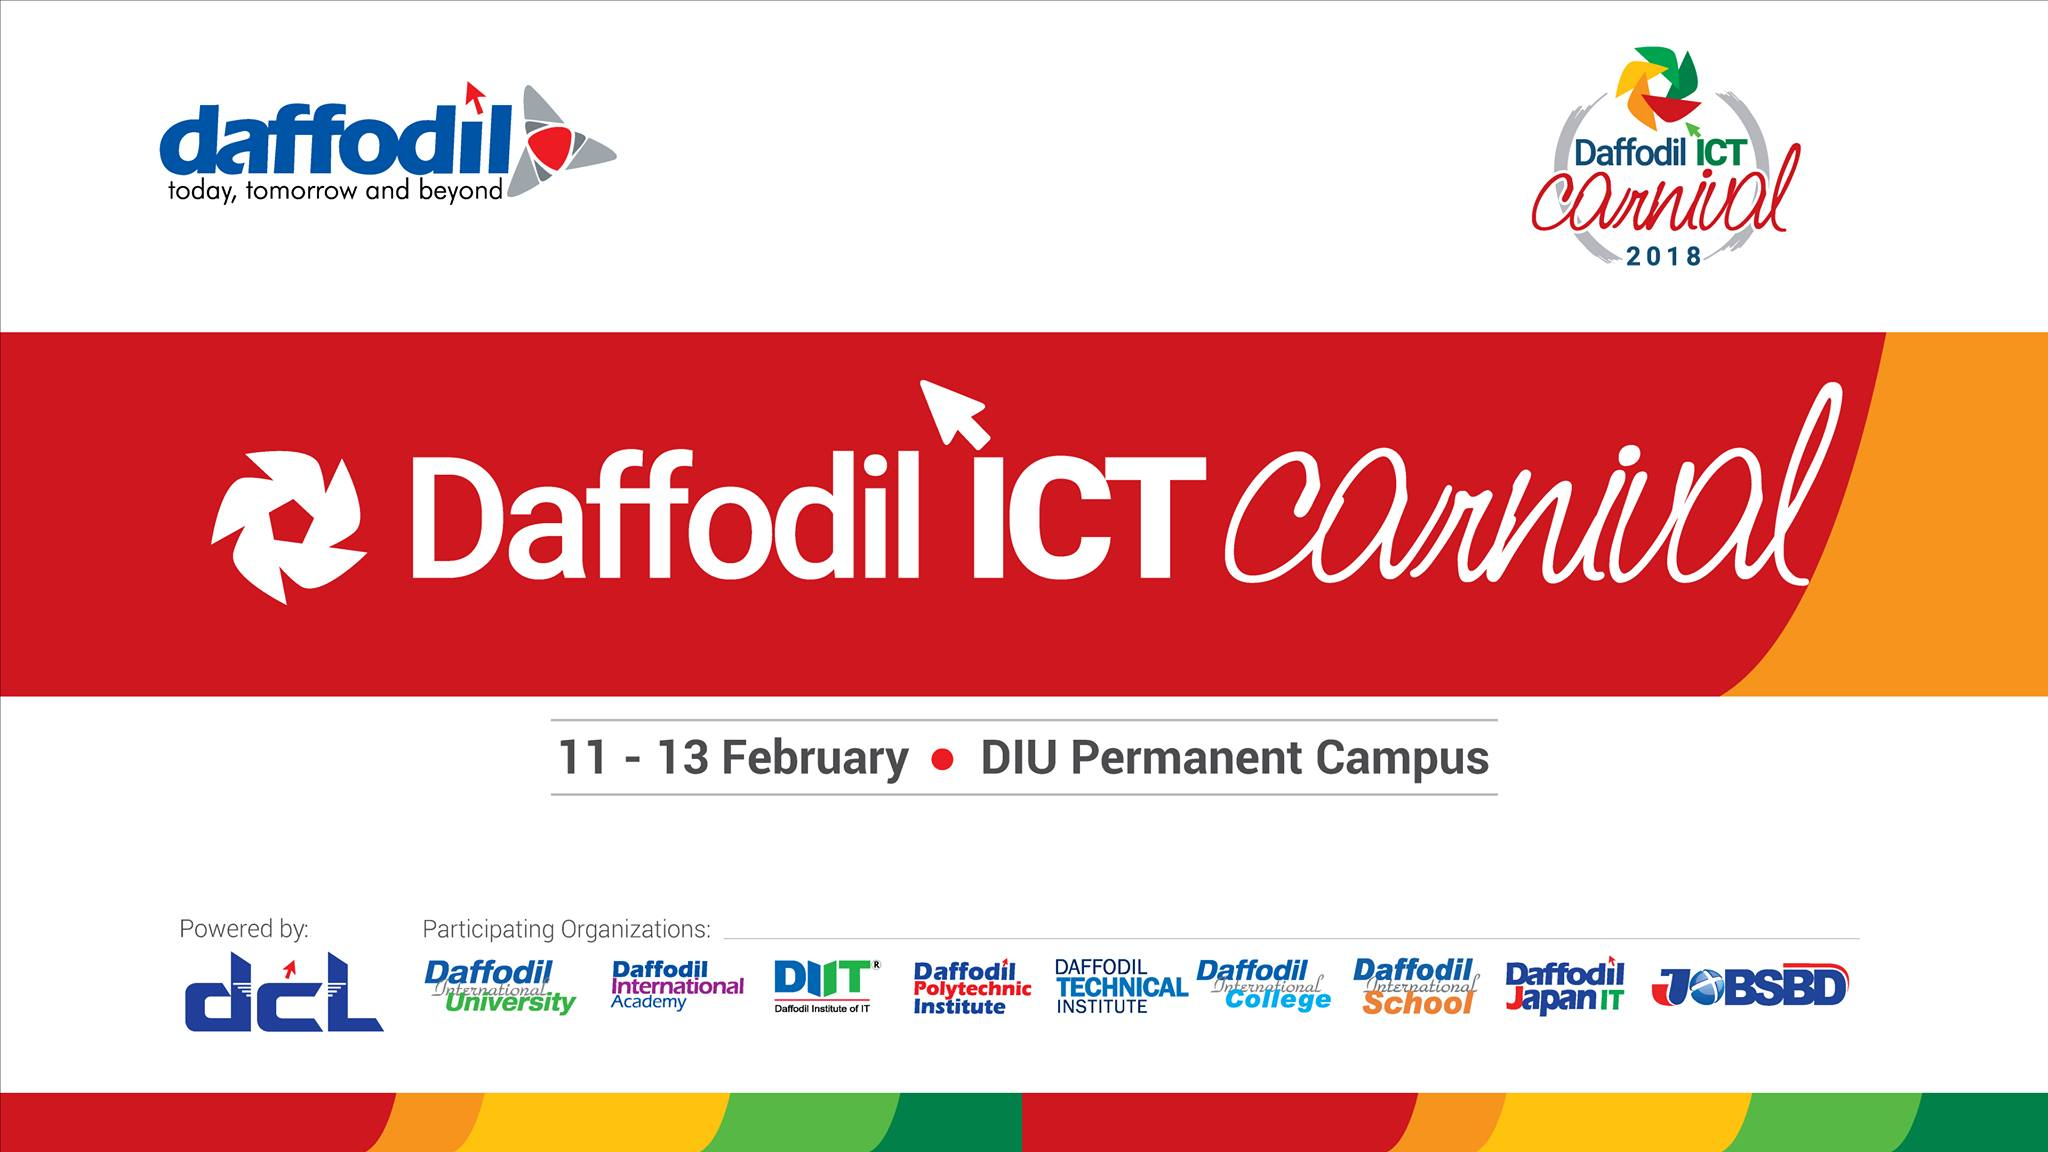 daffodil
today, tomorrow and beyond
Daffodil ICT
carnival
2018
Daffodil ICT carnival
11 - 13 February • DIU Permanent Campus
Powered by:
dcL
Participating Organizations:
Daffodil
International
University
Daffodil
International
Academy
DIIT®
Daffodil Institute of IT
Daffodil
Polytechnic
Institute
DAFFODIL
TECHNICAL
INSTITUTE
Daffodil
International
College
Daffodil
International
School
Daffodil
Japan IT
JOBSBD